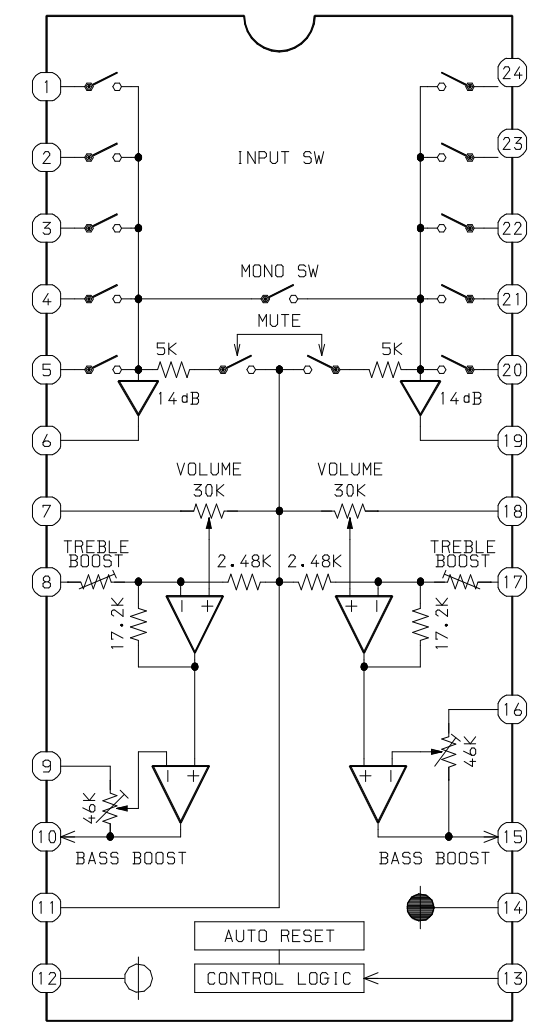 1
24
2
INPUT SW
23
3
22
MONO SW
4
21
MUTE
5
5K
5K
20
14dB
14dB
6
19
VOLUME
VOLUME
30K
30K
7
18
TREBLE
BOOST
TREBLE
BOOST
2.48K
2.48K
8
17
17.2K
17.2K
16
46K
9
46K
10
15
BASS BOOST
BASS BOOST
11
14
AUTO RESET
12
CONTROL LOGIC
13